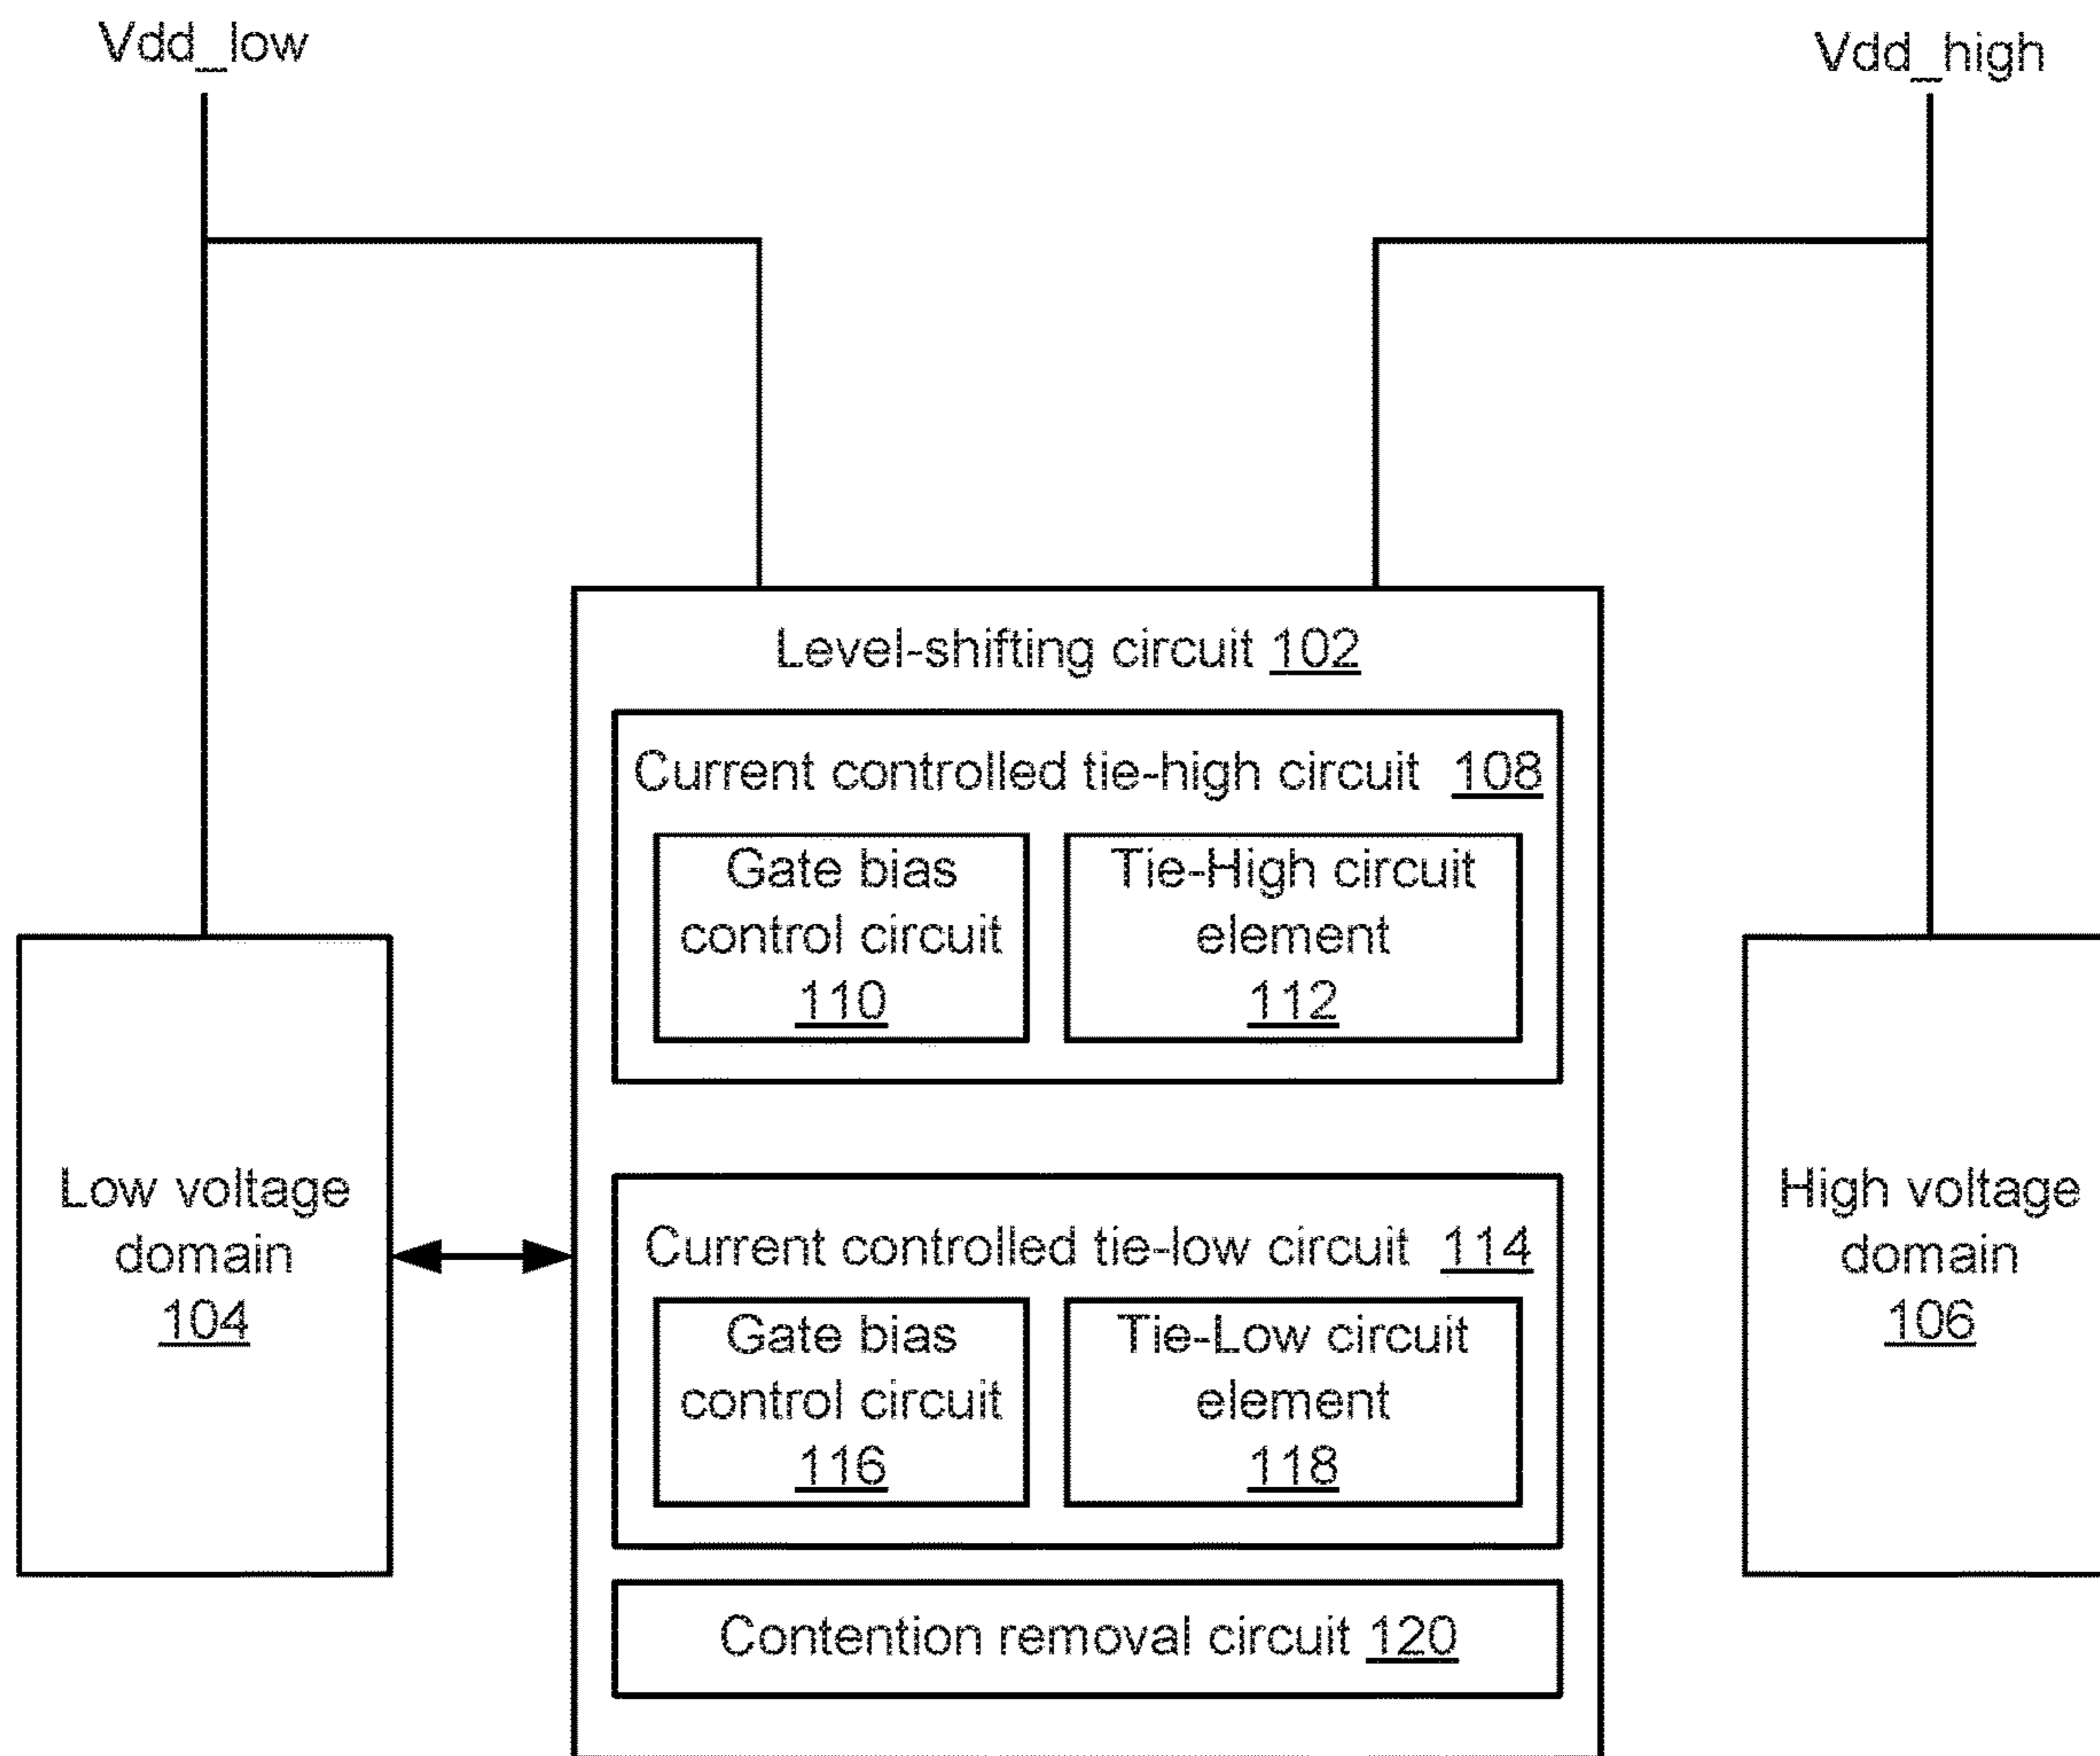 Vdd_low
Vdd_high
Level-shifting circuit 102
Current controlled tie-high circuit 108
Gate bias
control circuit
110
Tie-High circuit
element
112
Low voltage
domain
104
Current controlled tie-low circuit 114
Gate bias
control circuit
116
Tie-Low circuit
element
118
High voltage
domain
106
Contention removal circuit 120